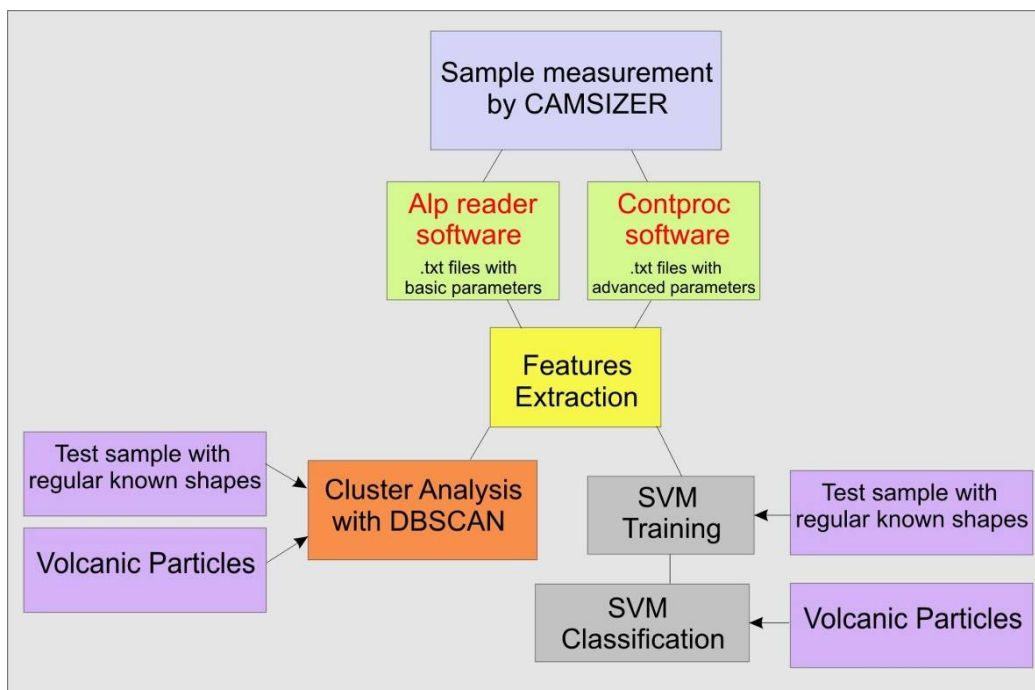 Sample measurement
by CAMSIZER
Alp reader
software
.txt files with
basic parameters
Contproc
software
.txt files with
advanced parameters
Features
Extraction
Test sample with
regular known shapes
Volcanic Particles
Cluster Analysis
with DBSCAN
SVM
Training
Test sample with
regular known shapes
SVM
Classification
Volcanic Particles